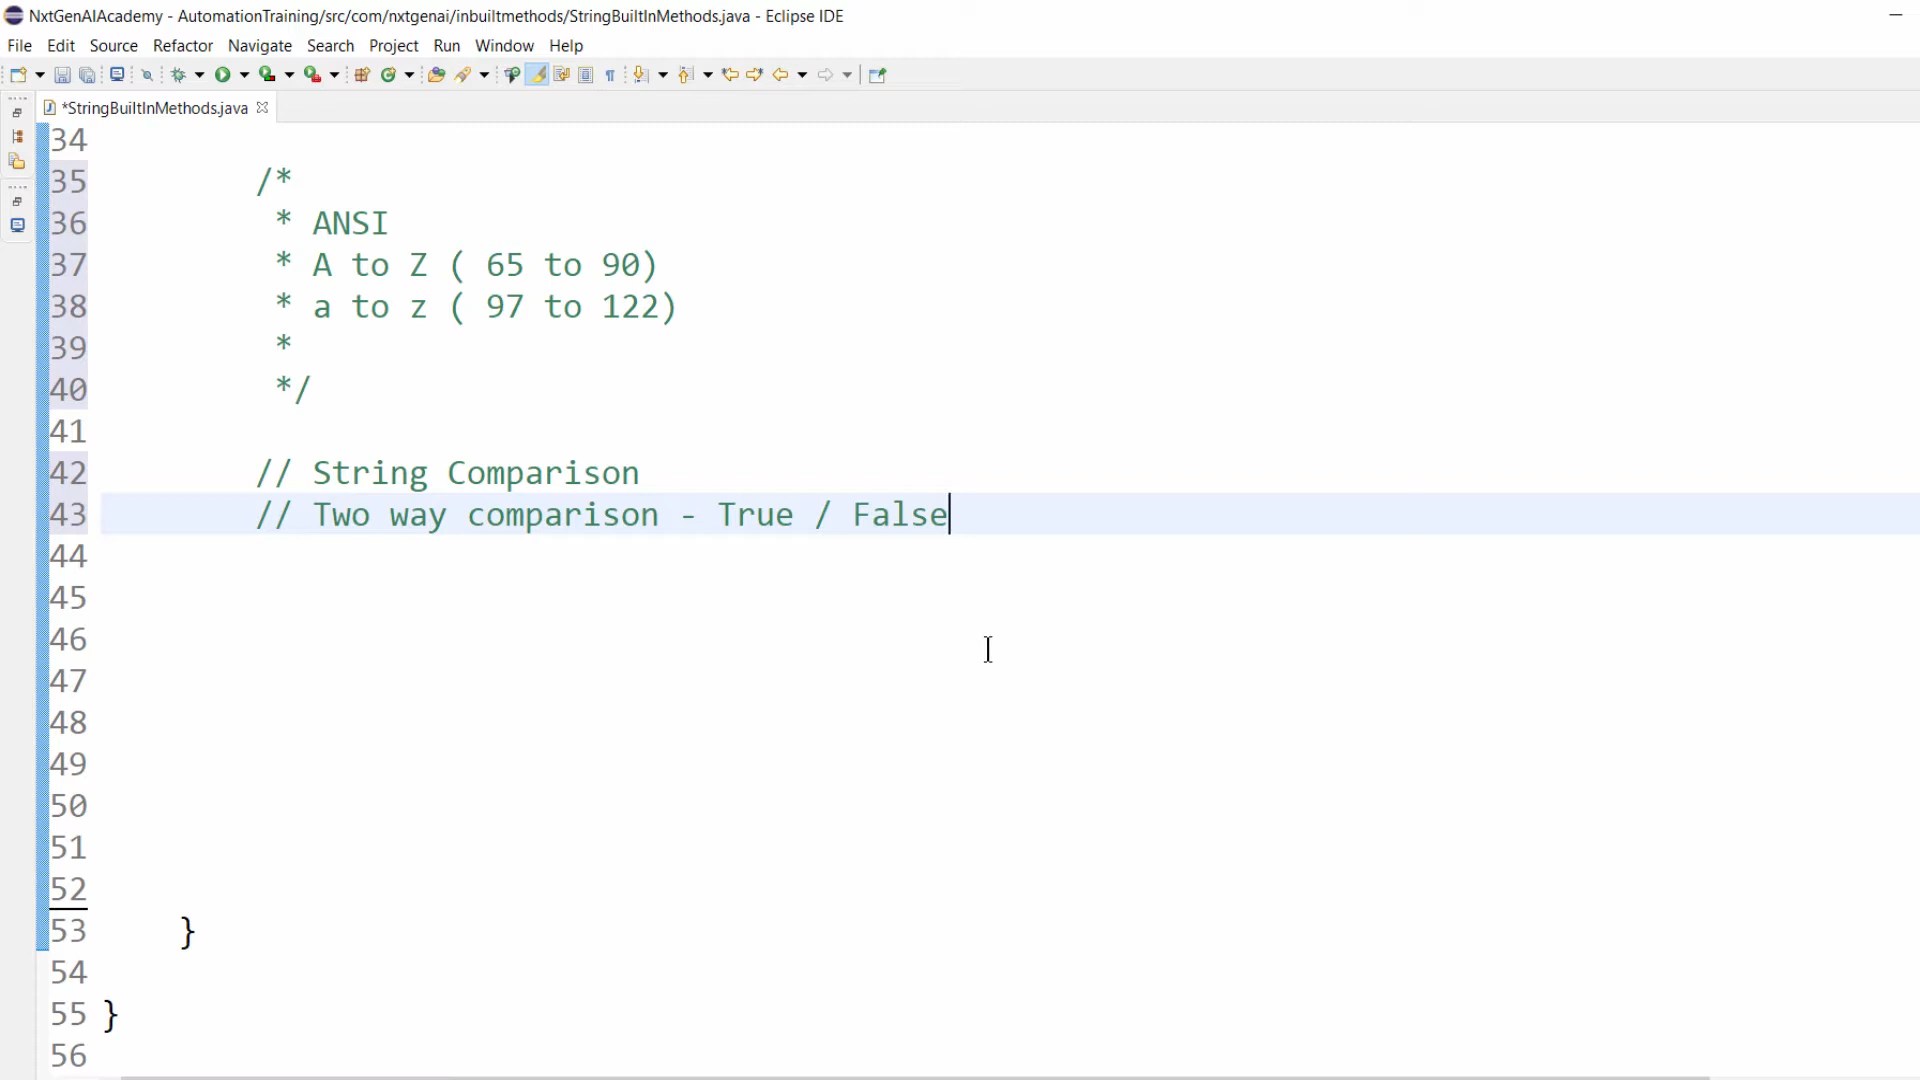 NxtGenAIAcademy - AutomationTraining/src/com/nxtgenai/inbuiltmethods/StringBuiltInMethods.java - Eclipse IDE
File Edit Source Refactor Navigate Search Project Run Window Help
*StringBuiltInMethods.java
34
35 /*
36 * ANSI
37 * A to Z ( 65 to 90)
38 * a to z ( 97 to 122)
39 *
40 */
41
42 // String Comparison
43 // Two way comparison - True / False
44
45
46
47
48
49
50
51
52
53 }
54
55 }
56